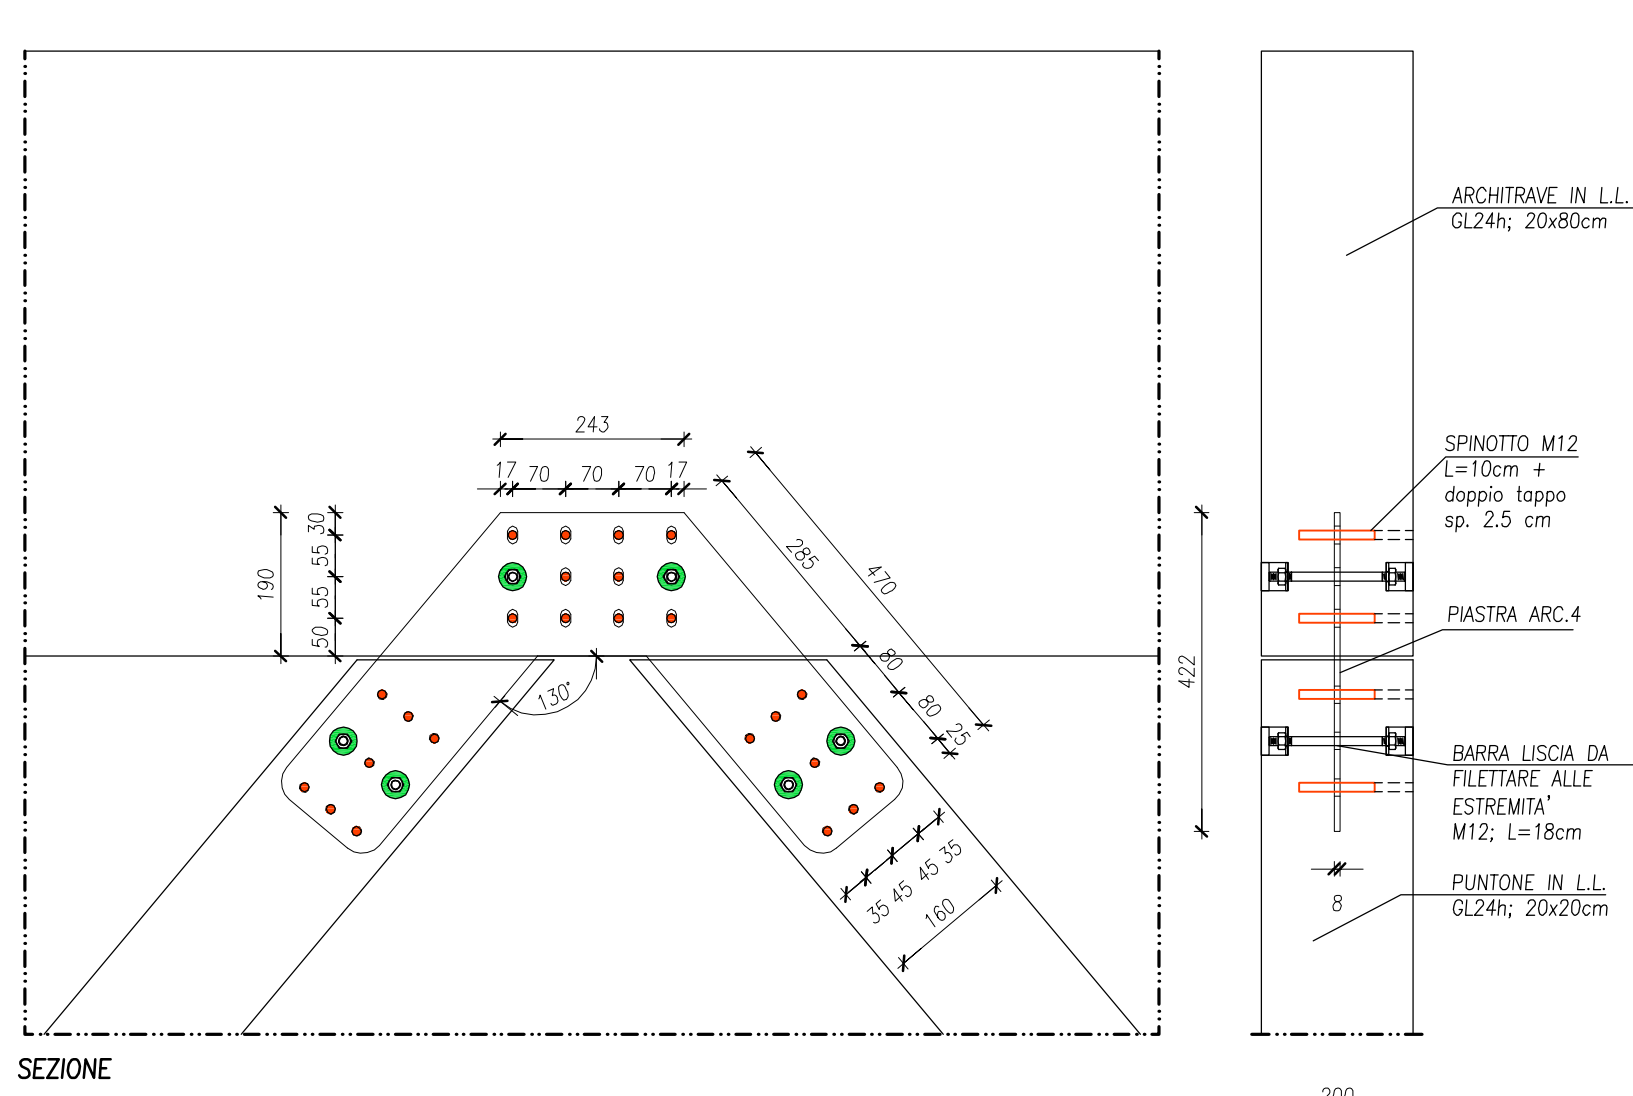 243
17 70 70 70 17
30
55
55
50
190
285
470
80
80
25
130°
35 45 45 35
160
SEZIONE
422
8
ARCHITRAVE IN L.L.
GL24h; 20x80cm
SPINOTTO M12
L=10cm +
doppio tappo
sp. 2.5 cm
PIASTRA ARC.4
BARRA LISCIA DA
FILETTARE ALLE
ESTREMITA'
M12; L=18cm
PUNTONE IN L.L.
GL24h; 20x20cm
200